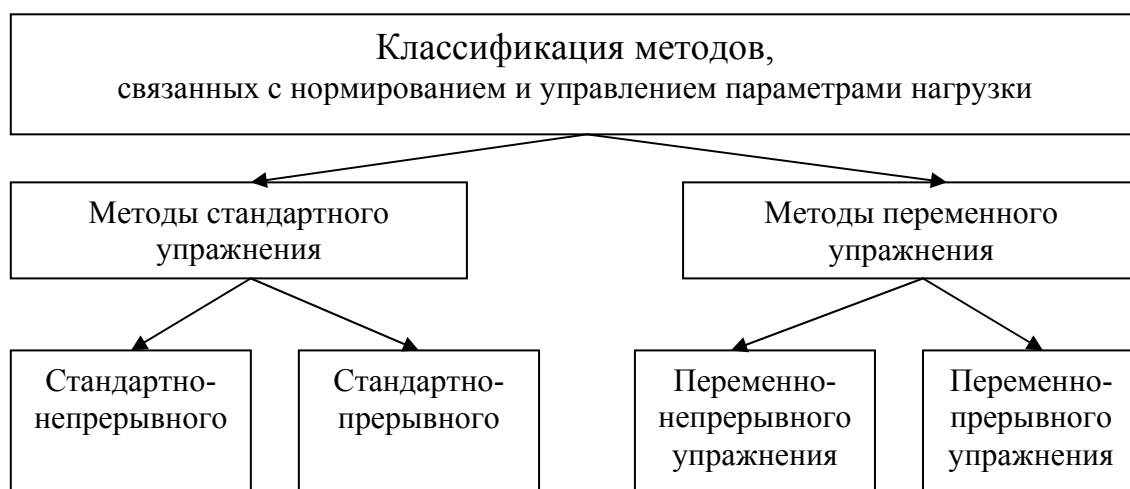 Классификация методов,
связанных с нормированием и управлением параметрами нагрузки
Методы стандартного
упражнения
Методы переменного
упражнения
Стандартно-
непрерывного
Стандартно-
прерывного
Переменно-
непрерывного
упражнения
Переменно-
прерывного
упражнения